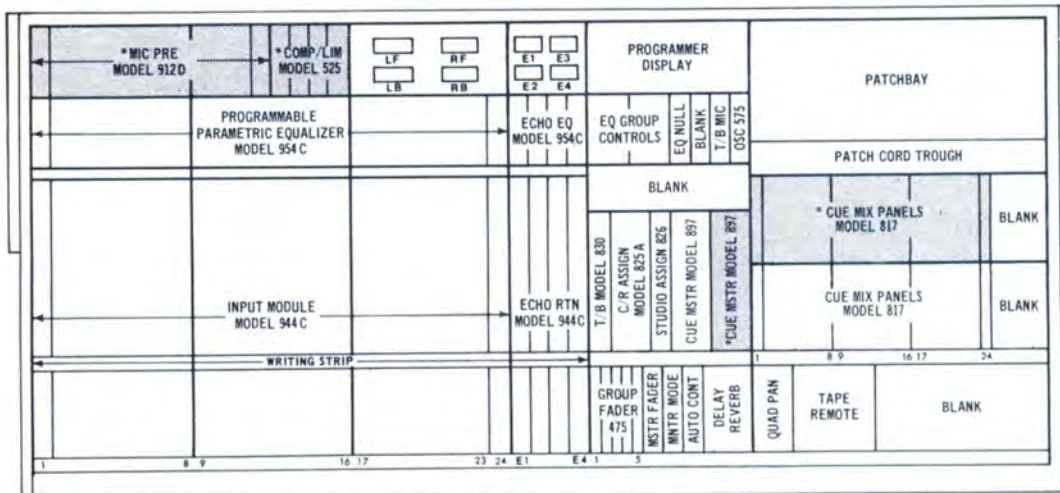 * MIC PRE
MODEL 912D
* COMP/LIM
MODEL 525
LF
RF
LB
RB
E1
E3
E2
E4
PROGRAMMER
DISPLAY
PATCHBAY
PROGRAMMABLE
PARAMETRIC EQUALIZER
MODEL 954 C
ECHO EQ
MODEL 954C
EQ GROUP
CONTROLS
EQ NULL
BLANK
T/B MIC
OSC 575
PATCH CORD TROUGH
BLANK
* CUE MIX PANELS
MODEL 817
BLANK
INPUT MODULE
MODEL 944 C
ECHO RTN
MODEL 944C
T/B MODEL 830
C/R ASSIGN
MODEL 825 A
STUDIO ASSIGN 826
CUE MSTR MODEL 897
*CUE MSTR MODEL 897
CUE MIX PANELS
MODEL 817
BLANK
1
8 9
16 17
24
WRITING STRIP
GROUP
FADER
475
MSTR FADER
MNTR MODE
AUTO CONT
DELAY
REVERB
QUAD PAN
TAPE
REMOTE
BLANK
1
8 9
16 17
23 24 E1
E4 1
5